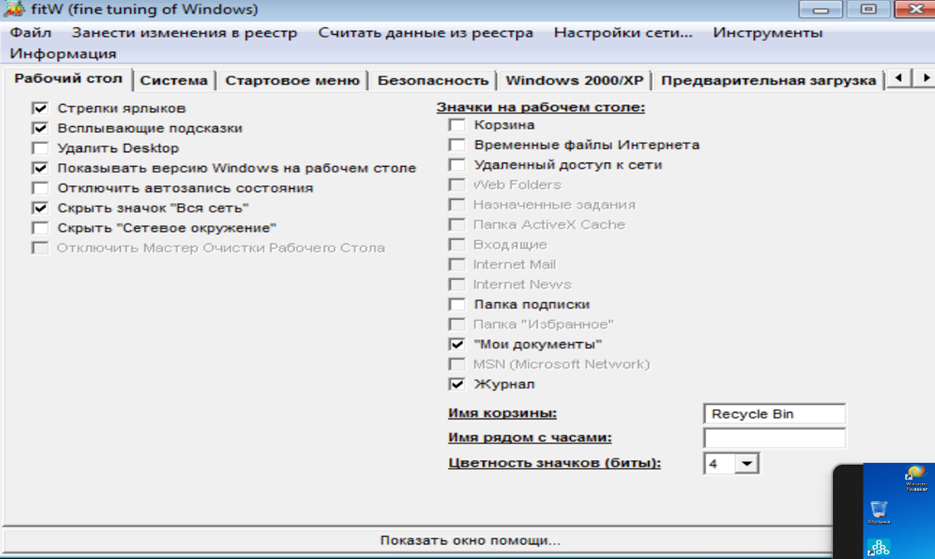 fitW (fine tuning of Windows)
Файл Занести изменения в реестр Считать данные из реестра Настройки сети... Инструменты
Информация
Рабочий стол Система Стартовое меню Безопасность Windows 2000/XP Предварительная загрузка
Стрелки ярлыков
Всплывающие подсказки
Удалить Desktop
Показывать версию Windows на рабочем столе
Отключить автозапись состояния
Скрыть значок "Вся сеть"
Скрыть "Сетевое окружение"
Отключить Мастер Очистки Рабочего Стола
Значки на рабочем столе:
Корзина
Временные файлы Интернета
Удаленный доступ к сети
Web Folders
Назначенные задания
Папка ActiveX Cache
Входящие
Internet Mail
Internet News
Папка подписки
Папка "Избранное"
"Мои документы"
MSN (Microsoft Network)
Журнал
Имя корзины: Recycle Bin
Имя рядом с часами:
Цветность значков (биты): 4
Показать окно помощи...